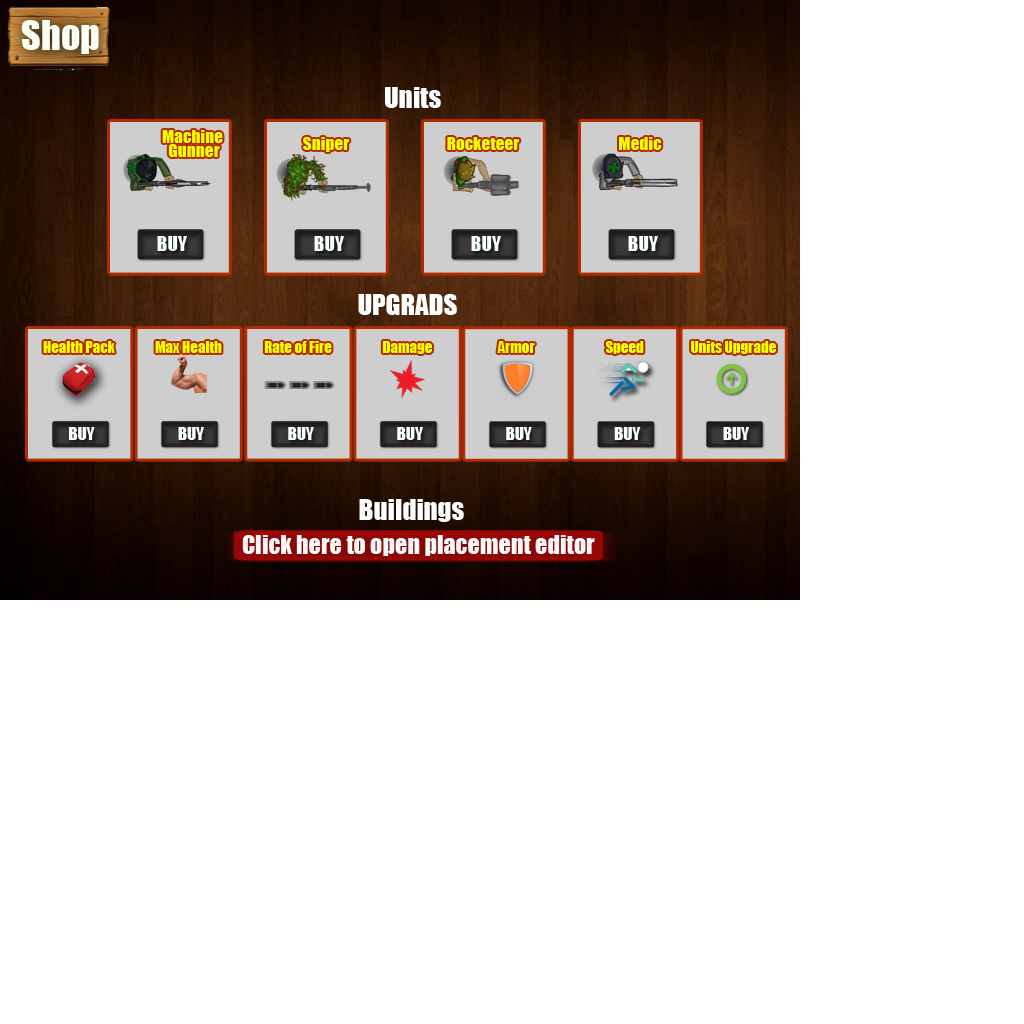 Shop
Units
Machine
Gunner
Sniper
Rocketeer
Medic
BUY BUY BUY BUY
UPGRADS
Health Pack Max Health Rate of Fire Damage Armor Speed Units Upgrade
BUY BUY BUY BUY BUY BUY BUY
Buildings
Click here to open placement editor